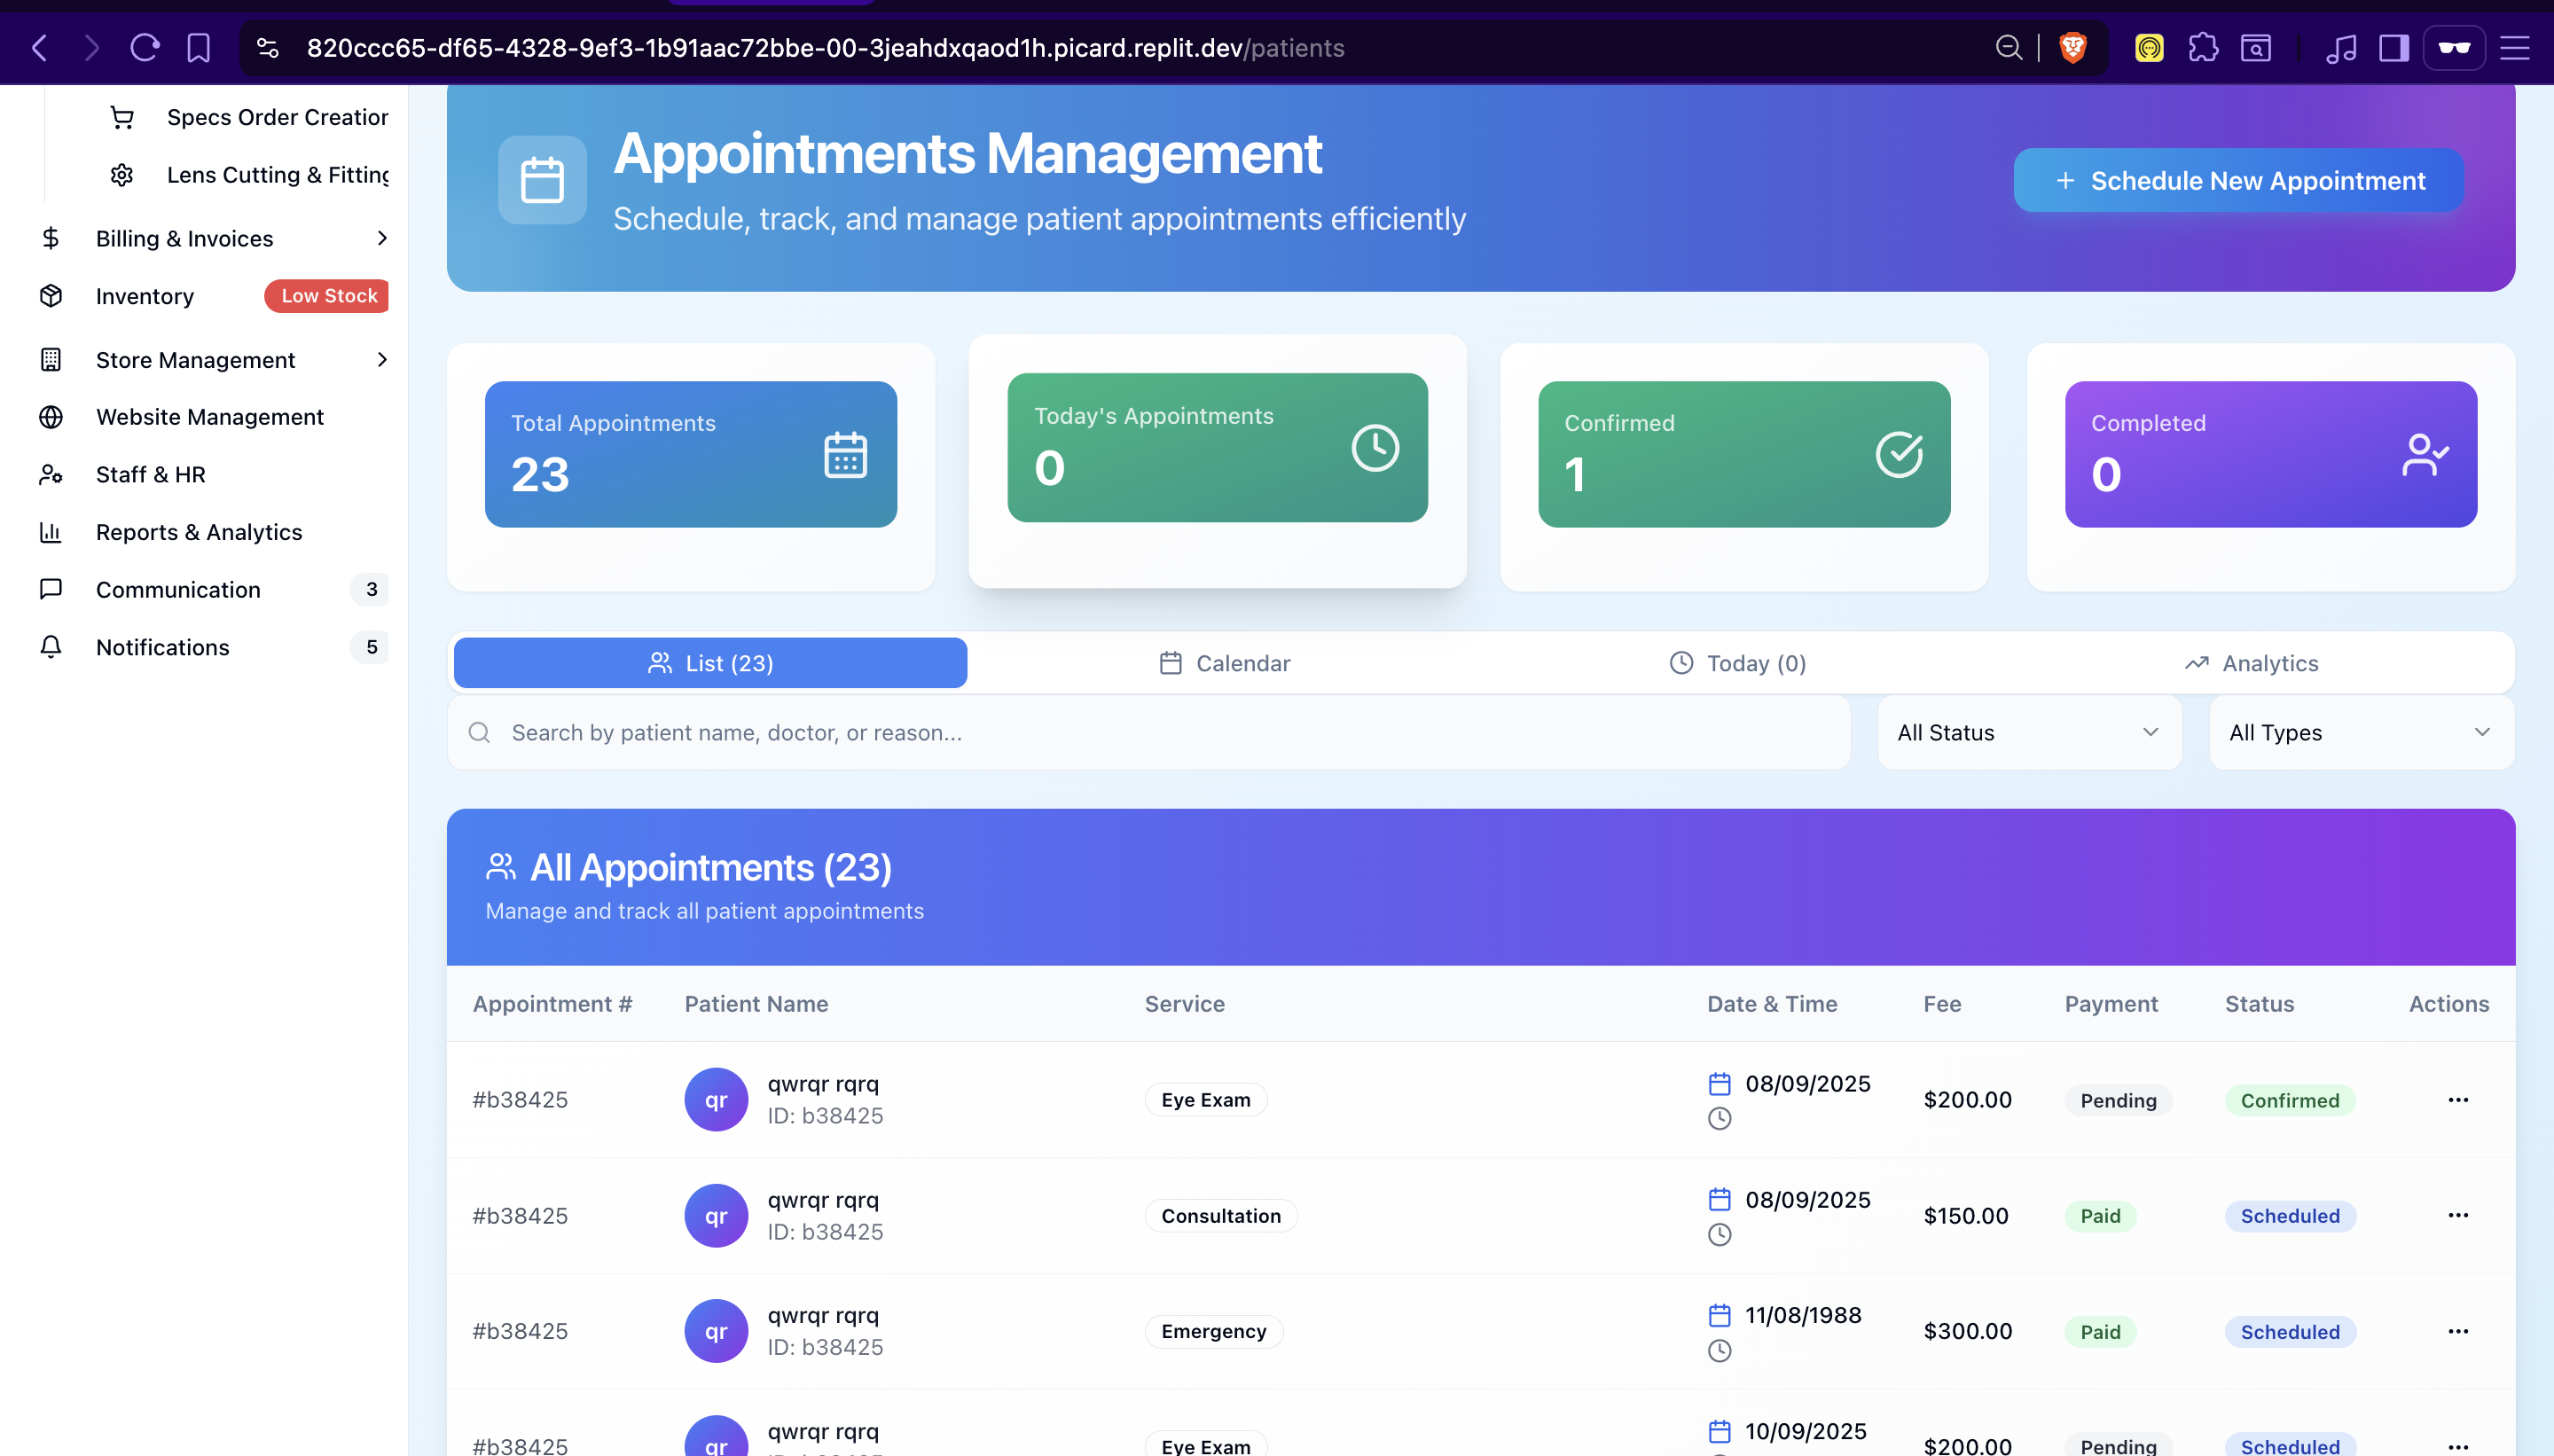 820ccc65-df65-4328-9ef3-1b91aac72bbe-00-3jeahdxqaod1h.picard.replit.dev/patients
Specs Order Creation
Lens Cutting & Fitting
Billing & Invoices
Inventory
Low Stock
Store Management
Website Management
Staff & HR
Reports & Analytics
Communication
3
Notifications
5
Appointments Management
Schedule, track, and manage patient appointments efficiently
Schedule New Appointment
Total Appointments
23
Today's Appointments
0
Confirmed
1
Completed
0
List (23)
Calendar
Today (0)
Analytics
Search by patient name, doctor, or reason...
All Status
All Types
All Appointments (23)
Manage and track all patient appointments
Appointment # Patient Name Service Date & Time Fee Payment Status Actions
#b38425 qr qwrqr rqrq Eye Exam 08/09/2025 $200.00 Pending Confirmed
ID: b38425
#b38425 qr qwrqr rqrq Consultation 08/09/2025 $150.00 Paid Scheduled
ID: b38425
#b38425 qr qwrqr rqrq Emergency 11/08/1988 $300.00 Paid Scheduled
ID: b38425
#b38425 qr qwrqr rqrq Eye Exam 10/09/2025 $200.00 Pending Scheduled